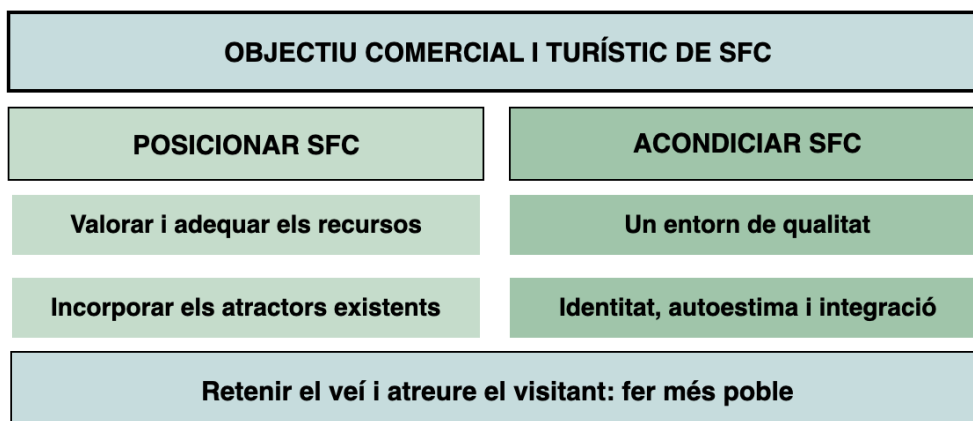 OBJECTIU COMERCIAL I TURÍSTIC DE SFC
POSICIONAR SFC
ACONDICIAR SFC
Valorar i adequar els recursos
Un entorn de qualitat
Incorporar els atractors existents
Identitat, autoestima i integració
Retenir el veí i atreure el visitant: fer més poble